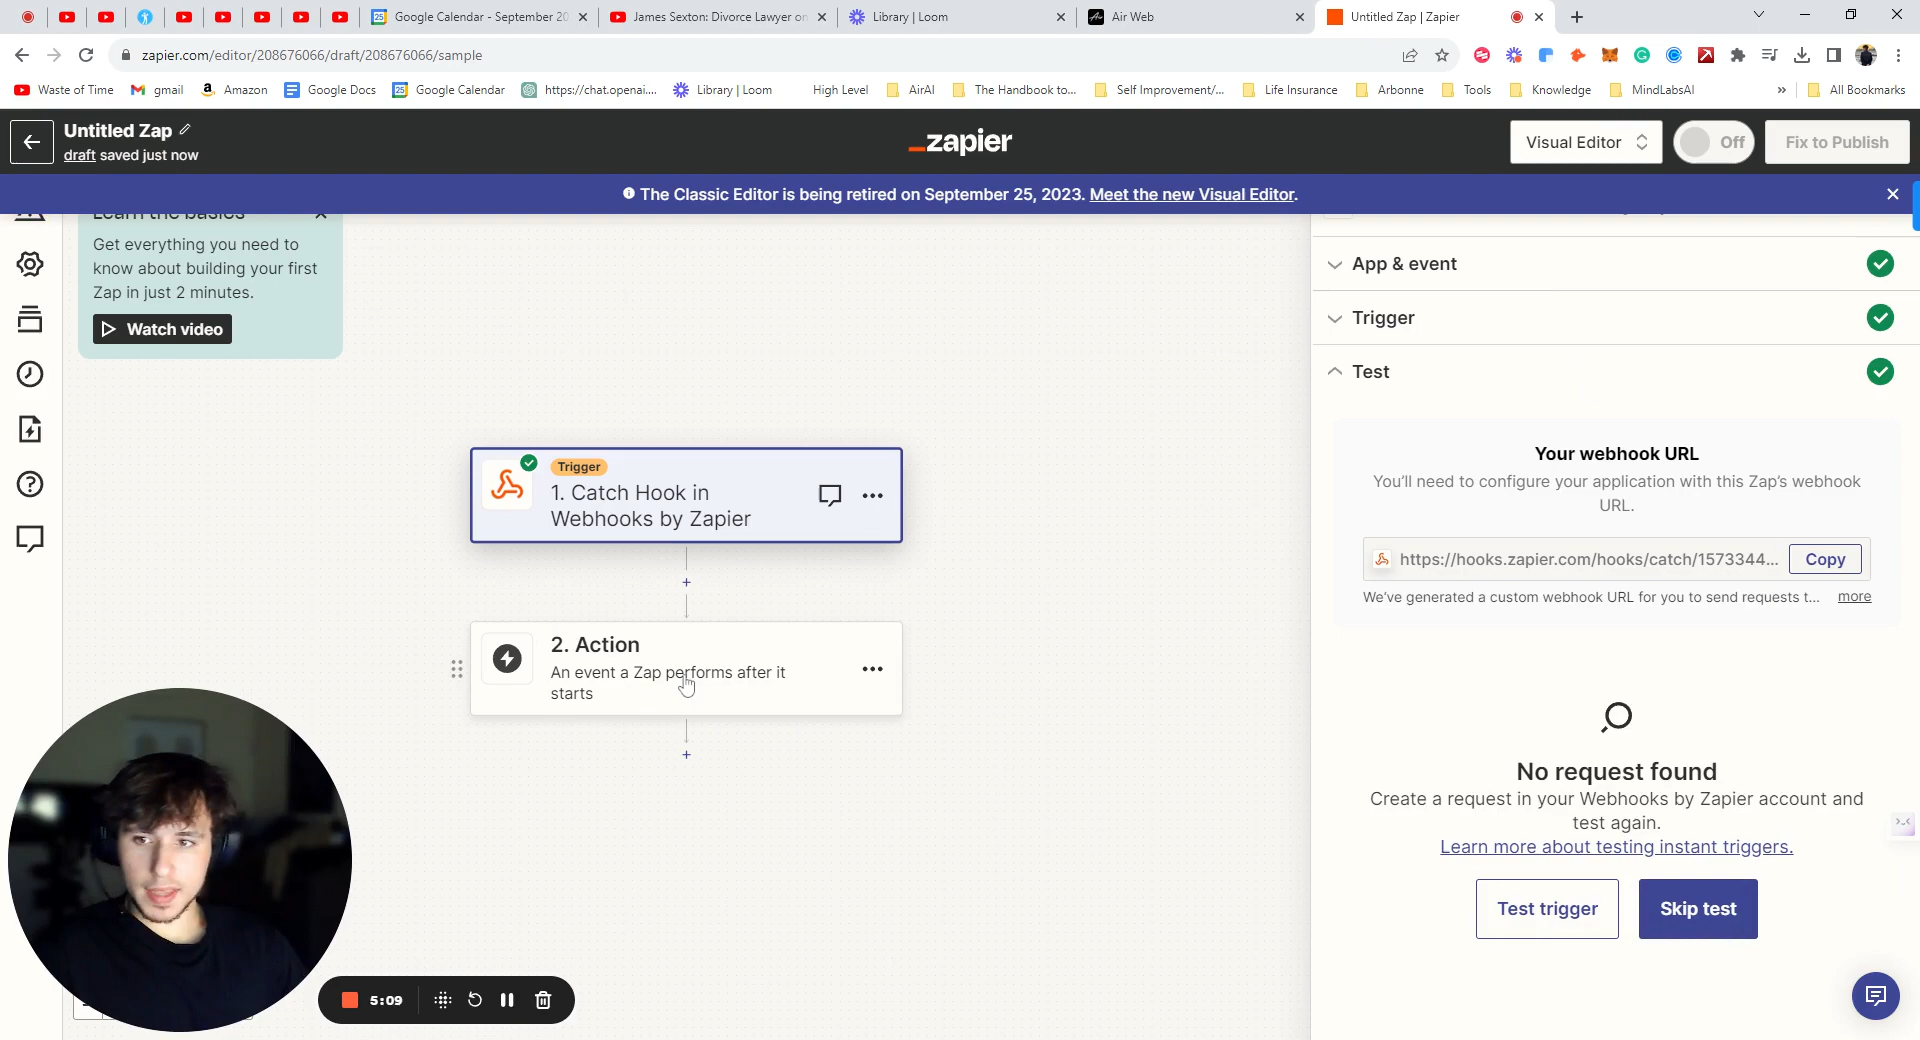 Google Calendar - September 20
James Sexton: Divorce Lawyer on
Library | Loom
Air Web
Untitled Zap | Zapier
zapier.com/editor/208676066/draft/208676066/sample
Waste of Time
gmail
Amazon
Google Docs
Google Calendar
https://chat.openai....
Library | Loom
High Level
AirAI
The Handbook to...
Self Improvement/...
Life Insurance
Arbonne
Tools
Knowledge
MindLabsAI
»
All Bookmarks
Untitled Zap
draft saved just now
zapier
Visual Editor
Off
Fix to Publish
The Classic Editor is being retired on September 25, 2023. Meet the new Visual Editor.
Learn the basics
Get everything you need to
know about building your first
Zap in just 2 minutes.
Watch video
Trigger
1. Catch Hook in
Webhooks by Zapier
2. Action
An event a Zap performs after it
starts
App & event
Trigger
Test
Your webhook URL
You'll need to configure your application with this Zap's webhook
URL.
https://hooks.zapier.com/hooks/catch/1573344...
Copy
We've generated a custom webhook URL for you to send requests t...
more
No request found
Create a request in your Webhooks by Zapier account and
test again.
Learn more about testing instant triggers.
Test trigger
Skip test
5:09